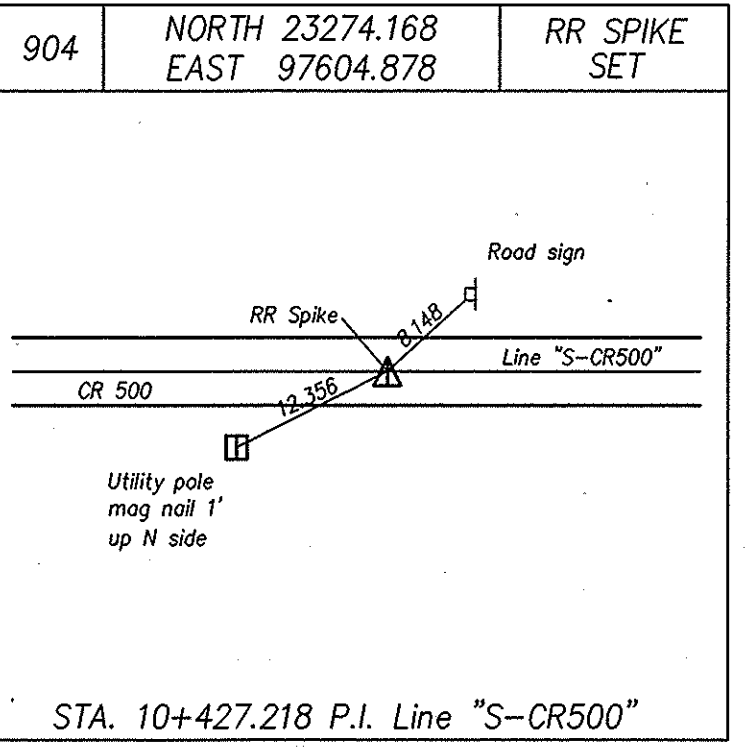 904
NORTH 23274.168
EAST 97604.878
RR SPIKE
SET
Road sign
RR Spike
8.148
Line "S-CR500"
CR 500
12.356
Utility pole
mag nail 1'
up N side
STA. 10+427.218 P.I. Line "S-CR500"